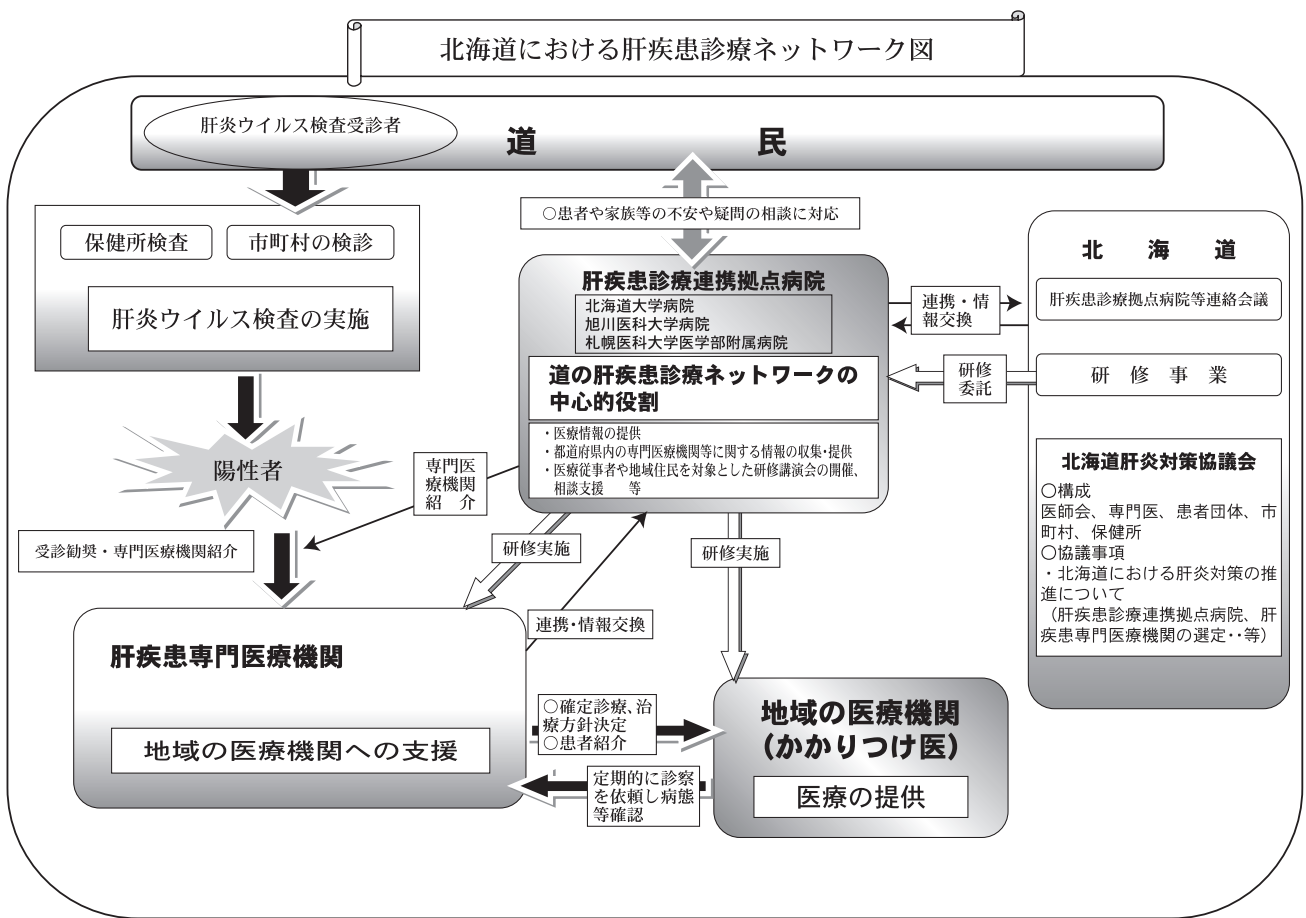 北海道における肝疾患診療ネットワーク図
肝炎ウイルス検査受診者
道民
保健所検査
市町村の検診
肝炎ウイルス検査の実施
陽性者
受診勧奨・専門医療機関紹介
○患者や家族等の不安や疑問の相談に対応
肝疾患診療連携拠点病院
北海道大学病院
旭川医科大学病院
札幌医科大学医学部附属病院
道の肝疾患診療ネットワークの
中心的役割
・医療情報の提供
・都道府県内の専門医療機関等に関する情報の収集・提供
・医療従事者や地域住民を対象とした研修講演会の開催、
相談支援　等
連携・情
報交換
研修
委託
北海道
肝疾患診療拠点病院等連絡会議
研修事業
北海道肝炎対策協議会
○構成
医師会、専門医、患者団体、市
町村、保健所
○協議事項
・北海道における肝炎対策の推
進について
（肝疾患診療連携拠点病院、肝
疾患専門医療機関の選定‥等）
専門医
療機関
紹　介
研修実施
研修実施
連携・情報交換
肝疾患専門医療機関
地域の医療機関への支援
○確定診療、治
療方針決定
○患者紹介
定期的に診察
を依頼し病態
等確認
地域の医療機関
（かかりつけ医）
医療の提供